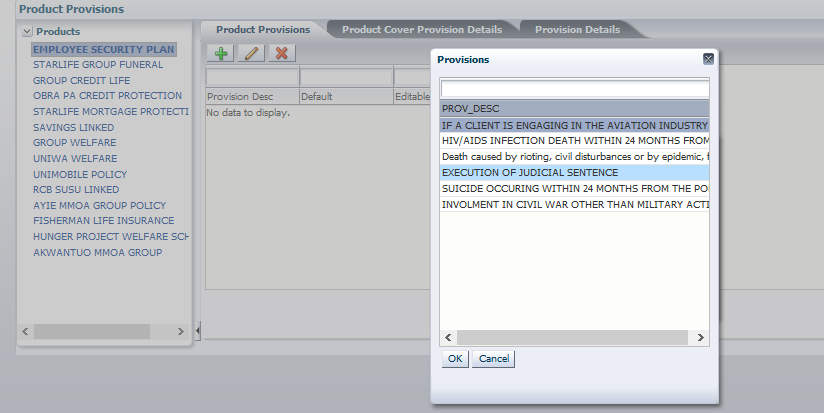 Product Provisions
Products
EMPLOYEE SECURITY PLAN
STARLIFE GROUP FUNERAL
GROUP CREDIT LIFE
OBRA PA CREDIT PROTECTION
STARLIFE MORTGAGE PROTECTI
SAVINGS LINKED
GROUP WELFARE
UNIWA WELFARE
UNIMOBILE POLICY
RCB SUSU LINKED
AYIE MMOA GROUP POLICY
FISHERMAN LIFE INSURANCE
HUNGER PROJECT WELFARE SCH
AKWANTUO MMOA GROUP
Product Provisions Product Cover Provision Details Provision Details
Provision Desc Default Editable
No data to display.
Provisions
PROV_DESC
IF A CLIENT IS ENGAGING IN THE AVIATION INDUSTRY
HIV/AIDS INFECTION DEATH WITHIN 24 MONTHS FROM
Death caused by rioting, civil disturbances or by epidemic, f
EXECUTION OF JUDICIAL SENTENCE
SUICIDE OCCURING WITHIN 24 MONTHS FROM THE PO
INVOLMENT IN CIVIL WAR OTHER THAN MILITARY ACTI
OK Cancel